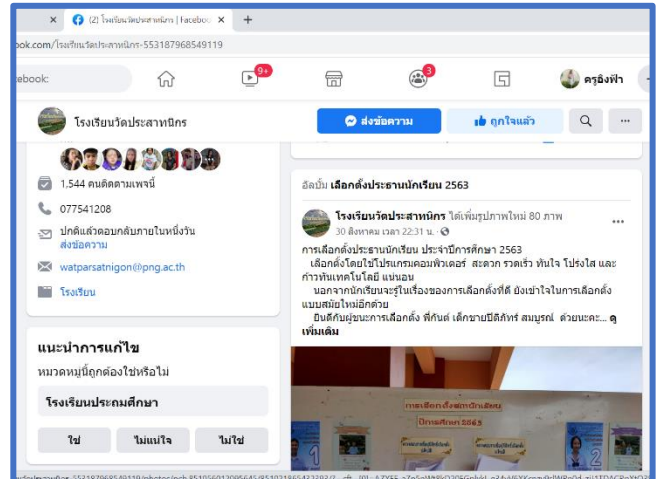 (2) โรงเรียนวัดประสาทนิกร | Faceboo
ook.com/โรงเรียนวัดประสาทนิกร-553187968549119
cebook:
9+
3
ครูอิงฟ้า
โรงเรียนวัดประสาทนิกร
ส่งข้อความ
ถูกใจแล้ว
1,544 คนติดตามเพจนี้
077541208
ปกติแล้วตอบกลับภายในหนึ่งวัน
ส่งข้อความ
watparsatnigon@png.ac.th
โรงเรียน
แนะนำการแก้ไข
หมวดหมู่นี้ถูกต้องใช่หรือไม่
โรงเรียนประถมศึกษา
ใช่
ไม่แน่ใจ
ไม่ใช่
อัลบั้ม เลือกตั้งประธานนักเรียน 2563
โรงเรียนวัดประสาทนิกร ได้เพิ่มรูปภาพใหม่ 80 ภาพ
30 สิงหาคม เวลา 22:31 น. ·
การเลือกตั้งประธานนักเรียน ประจำปีการศึกษา 2563
เลือกตั้งโดยใช้โปรแกรมคอมพิวเตอร์ สะดวก รวดเร็ว ทันใจ โปร่งใส และ
ก้าวทันเทคโนโลยี แน่นอน
นอกจากนักเรียนจะรู้ในเรื่องของการเลือกตั้งที่ดี ยังเข้าใจในการเลือกตั้ง
แบบสมัยใหม่อีกด้วย
ยินดีกับผู้ชนะการเลือกตั้ง พี่กันต์ เด็กชายปิติภัทร์ สมบูรณ์ ด้วยนะคะ... ดู
เพิ่มเติม
การเลือกตั้งสภานักเรียน
ปีการศึกษา 2563
1
2